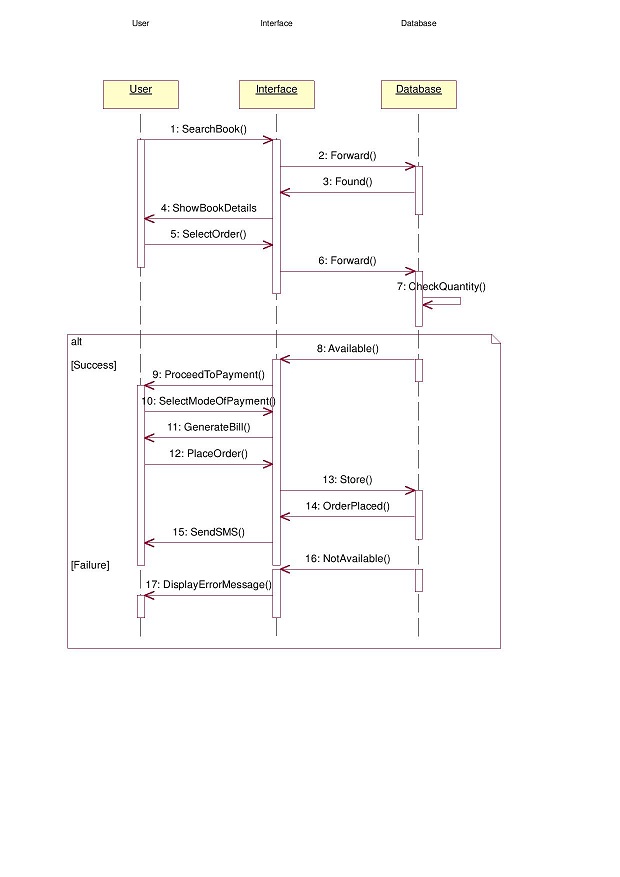 User Interface Database
User Interface Database
1: SearchBook()
2: Forward()
3: Found()
4: ShowBookDetails
5: SelectOrder()
6: Forward()
7: CheckQuantity()
alt
8: Available()
[Success]
9: ProceedToPayment()
10: SelectModeOfPayment()
11: GenerateBill()
12: PlaceOrder()
13: Store()
14: OrderPlaced()
15: SendSMS()
16: NotAvailable()
[Failure]
17: DisplayErrorMessage()